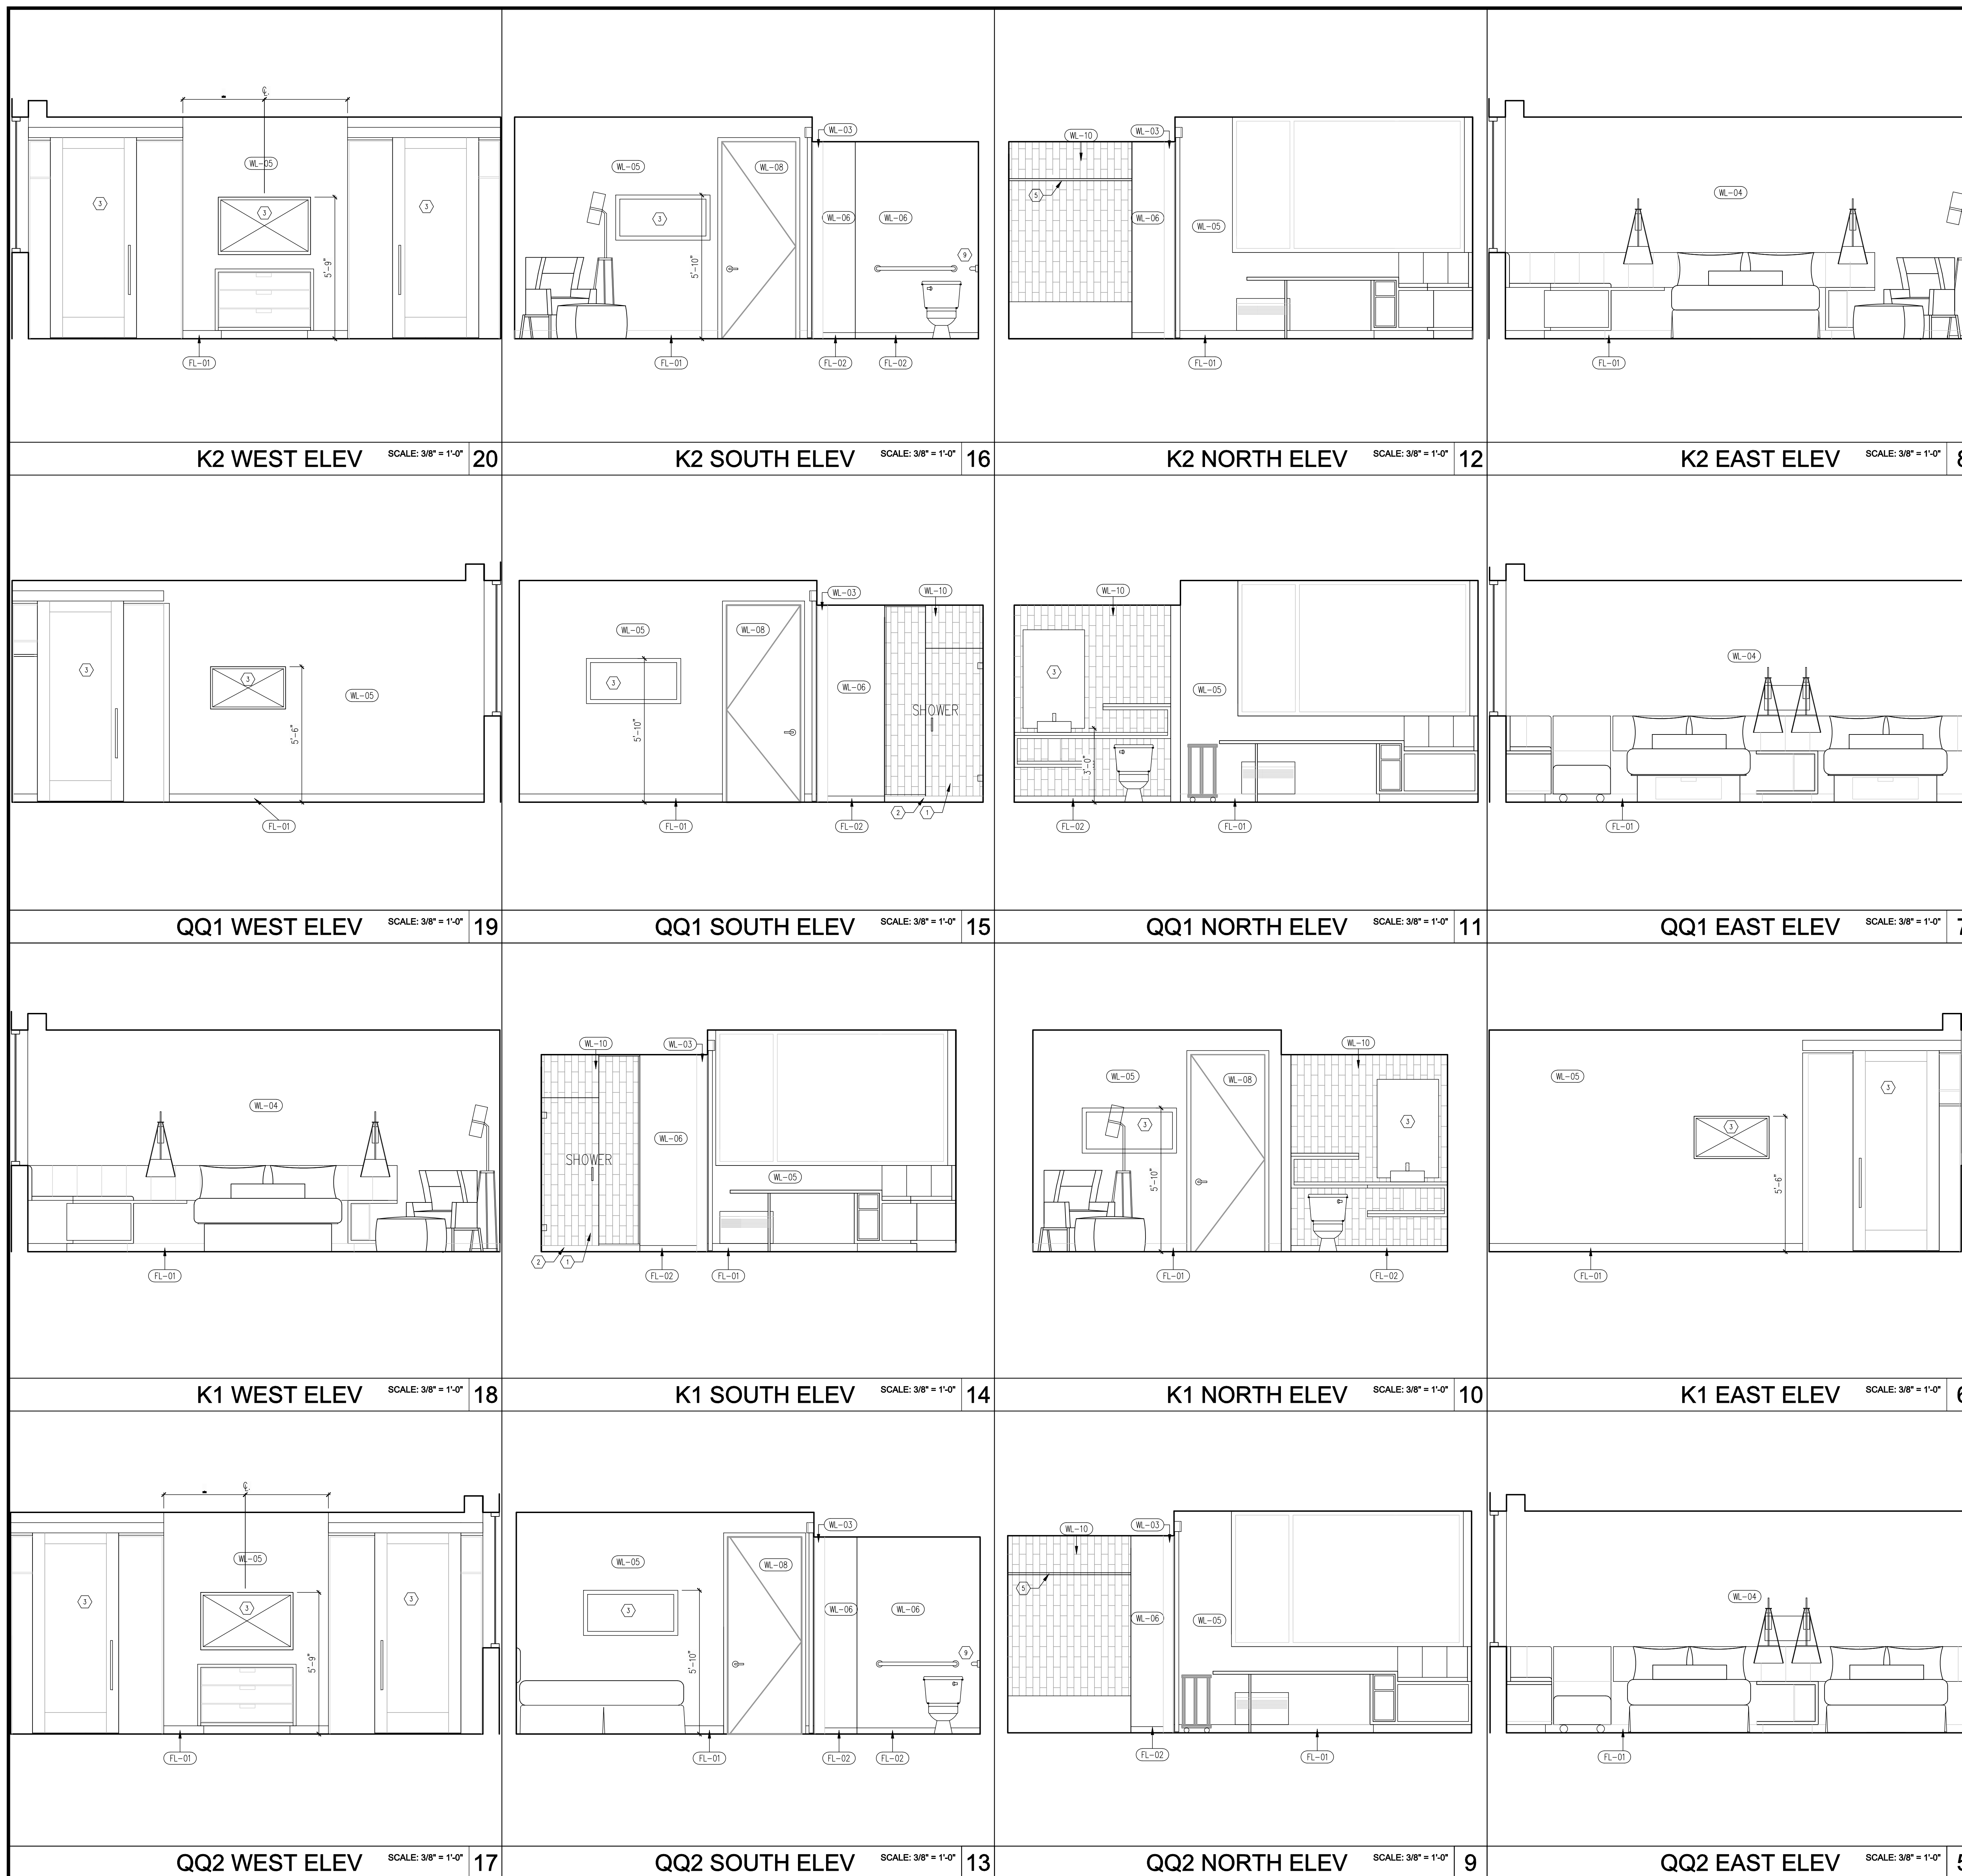 ℄
WL-05
3
3
3
5'-9"
FL-01
K2 WEST ELEV SCALE: 3/8" = 1'-0" 20
WL-03
WL-05
WL-08
3
WL-06
WL-06
9
5'-10"
FL-01
FL-02
FL-02
K2 SOUTH ELEV SCALE: 3/8" = 1'-0" 16
WL-10
WL-03
5
WL-06
WL-05
FL-01
K2 NORTH ELEV SCALE: 3/8" = 1'-0" 12
WL-04
FL-01
K2 EAST ELEV SCALE: 3/8" = 1'-0"
3
3
WL-05
5'-6"
FL-01
QQ1 WEST ELEV SCALE: 3/8" = 1'-0" 19
WL-03
WL-10
WL-05
WL-08
3
WL-06
SHOWER
5'-10"
2
1
FL-01
FL-02
QQ1 SOUTH ELEV SCALE: 3/8" = 1'-0" 15
WL-10
3
WL-05
3'-0"
FL-02
FL-01
QQ1 NORTH ELEV SCALE: 3/8" = 1'-0" 11
WL-04
FL-01
QQ1 EAST ELEV SCALE: 3/8" = 1'-0"
WL-04
FL-01
K1 WEST ELEV SCALE: 3/8" = 1'-0" 18
WL-10
WL-03
WL-06
SHOWER
WL-05
2
1
FL-02
FL-01
K1 SOUTH ELEV SCALE: 3/8" = 1'-0" 14
WL-10
WL-05
WL-08
3
3
5'-10"
FL-01
FL-02
K1 NORTH ELEV SCALE: 3/8" = 1'-0" 10
WL-05
3
3
5'-6"
FL-01
K1 EAST ELEV SCALE: 3/8" = 1'-0"
℄
WL-05
3
3
3
5'-9"
FL-01
QQ2 WEST ELEV SCALE: 3/8" = 1'-0" 17
WL-03
WL-05
WL-08
3
WL-06
WL-06
9
5'-10"
FL-01
FL-02
FL-02
QQ2 SOUTH ELEV SCALE: 3/8" = 1'-0" 13
WL-10
WL-03
5
WL-06
WL-05
FL-02
FL-01
QQ2 NORTH ELEV SCALE: 3/8" = 1'-0" 9
WL-04
FL-01
QQ2 EAST ELEV SCALE: 3/8" = 1'-0"